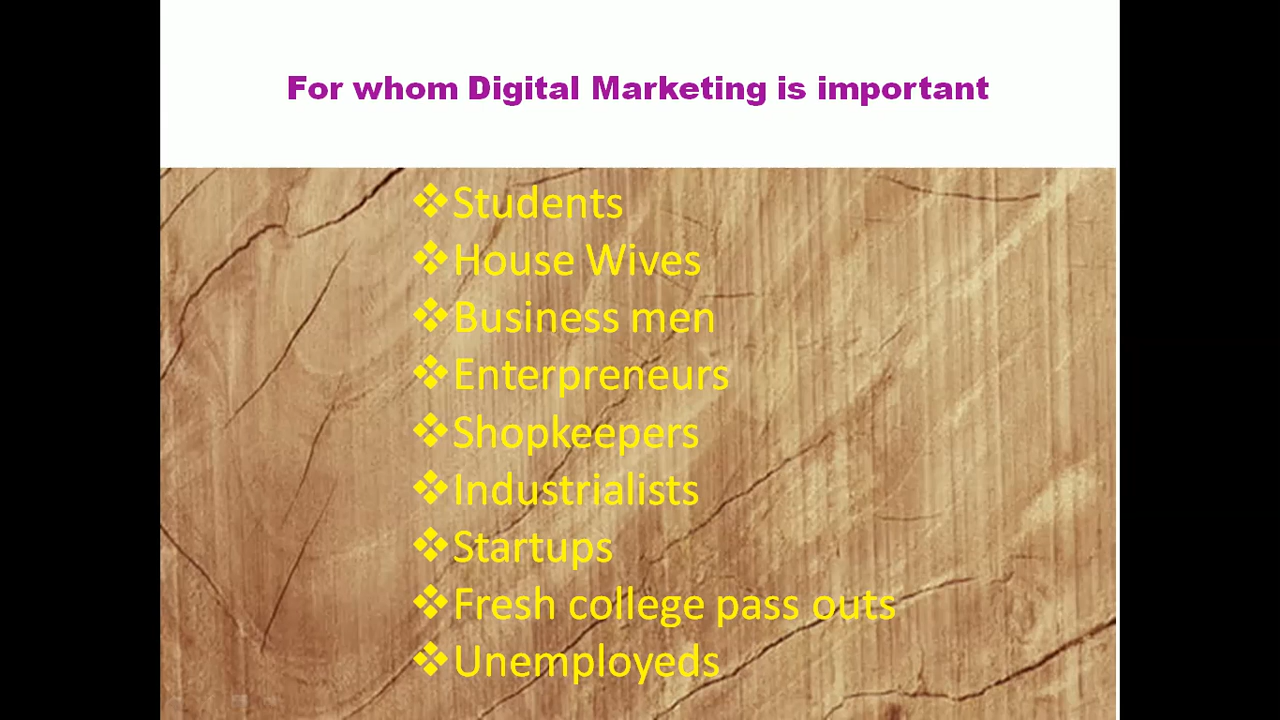 For whom Digital Marketing is important
❖Students
❖House Wives
❖Business men
❖Enterpreneurs
❖Shopkeepers
❖Industrialists
❖Startups
❖Fresh college pass outs
❖Unemployeds